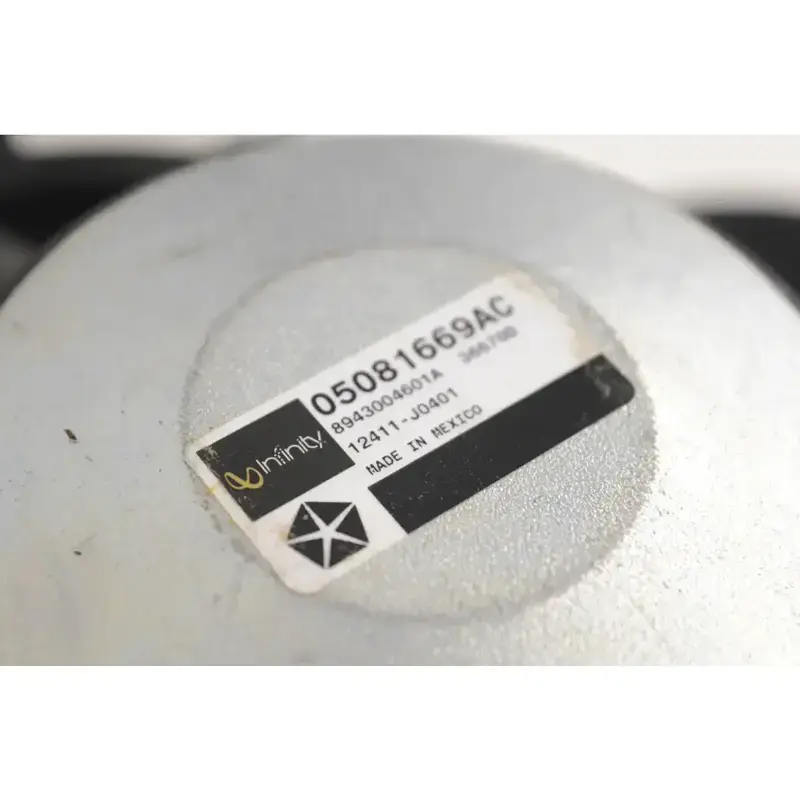 05081669AC
8943004601A
12411-J0401
MADE IN MEXICO
Infinity